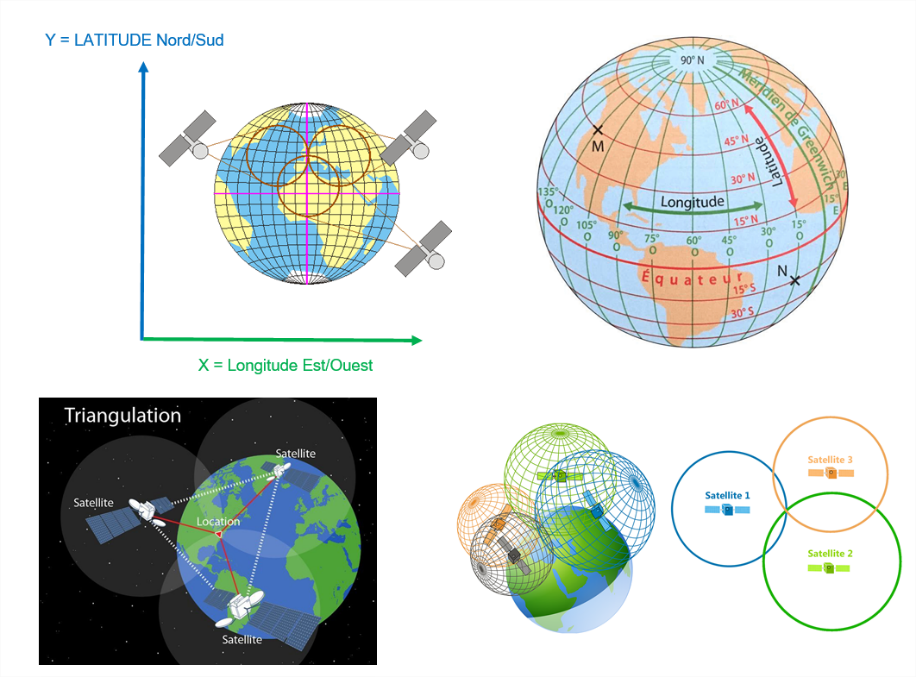 Y = LATITUDE Nord/Sud
X = Longitude Est/Ouest
90° N
Méridien de Greenwich
60° N
45° N
Latitude
M
30° N
Longitude
30° E
15° E
135° O
120° O
105° O
90° O
75° O
60° O
45° O
30° O
15° O
15° N
N
Équateur
15° S
30° S
Triangulation
Satellite
Satellite
Location
Satellite
Satellite 3
Satellite 1
Satellite 2